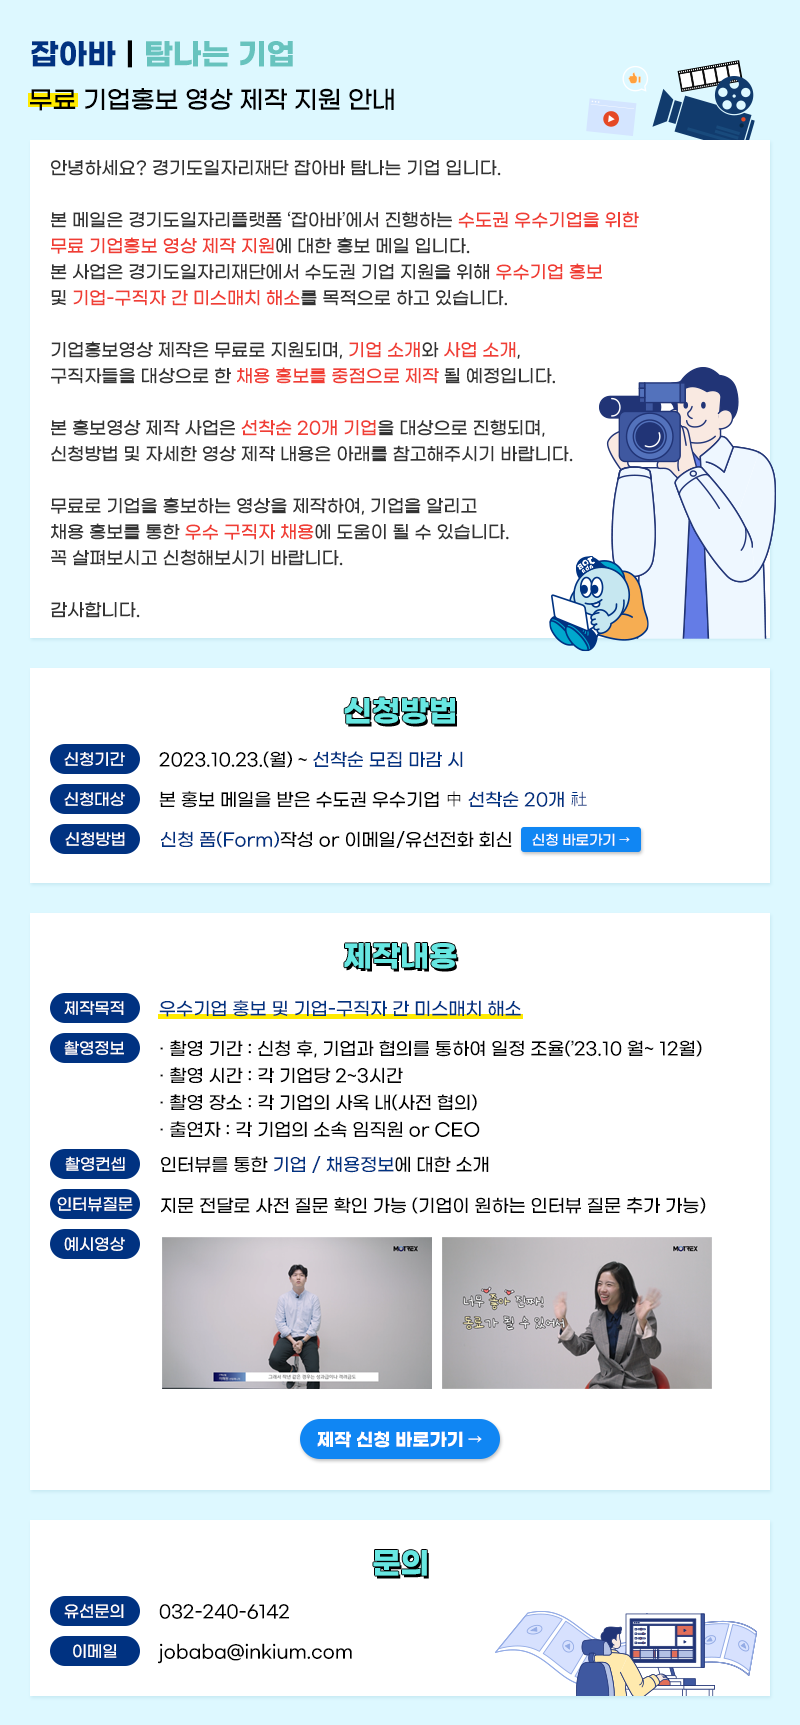 잡아바 | 탐나는 기업
무료 기업홍보 영상 제작 지원 안내
안녕하세요? 경기도일자리재단 잡아바 탐나는 기업 입니다.
본 메일은 경기도일자리플랫폼 ‘잡아바’에서 진행하는 수도권 우수기업을 위한
무료 기업홍보 영상 제작 지원에 대한 홍보 메일 입니다.
본 사업은 경기도일자리재단에서 수도권 기업 지원을 위해 우수기업 홍보
및 기업-구직자 간 미스매치 해소를 목적으로 하고 있습니다.
기업홍보영상 제작은 무료로 지원되며, 기업 소개와 사업 소개,
구직자들을 대상으로 한 채용 홍보를 중점으로 제작 될 예정입니다.
본 홍보영상 제작 사업은 선착순 20개 기업을 대상으로 진행되며,
신청방법 및 자세한 영상 제작 내용은 아래를 참고해주시기 바랍니다.
무료로 기업을 홍보하는 영상을 제작하여, 기업을 알리고
채용 홍보를 통한 우수 구직자 채용에 도움이 될 수 있습니다.
꼭 살펴보시고 신청해보시기 바랍니다.
감사합니다.
신청방법
신청기간 2023.10.23.(월) ~ 선착순 모집 마감 시
신청대상 본 홍보 메일을 받은 수도권 우수기업 中 선착순 20개 社
신청방법 신청 폼(Form)작성 or 이메일/유선전화 회신 신청 바로가기 →
제작내용
제작목적 우수기업 홍보 및 기업-구직자 간 미스매치 해소
촬영정보 · 촬영 기간 : 신청 후, 기업과 협의를 통하여 일정 조율(’23.10 월~ 12월)
· 촬영 시간 : 각 기업당 2~3시간
· 촬영 장소 : 각 기업의 사옥 내(사전 협의)
· 출연자 : 각 기업의 소속 임직원 or CEO
촬영컨셉 인터뷰를 통한 기업 / 채용정보에 대한 소개
인터뷰질문 지문 전달로 사전 질문 확인 가능 (기업이 원하는 인터뷰 질문 추가 가능)
예시영상
너무 좋아 진짜!
동료가 될 수 있어서
제작 신청 바로가기 →
문의
유선문의 032-240-6142
이메일 jobaba@inkium.com